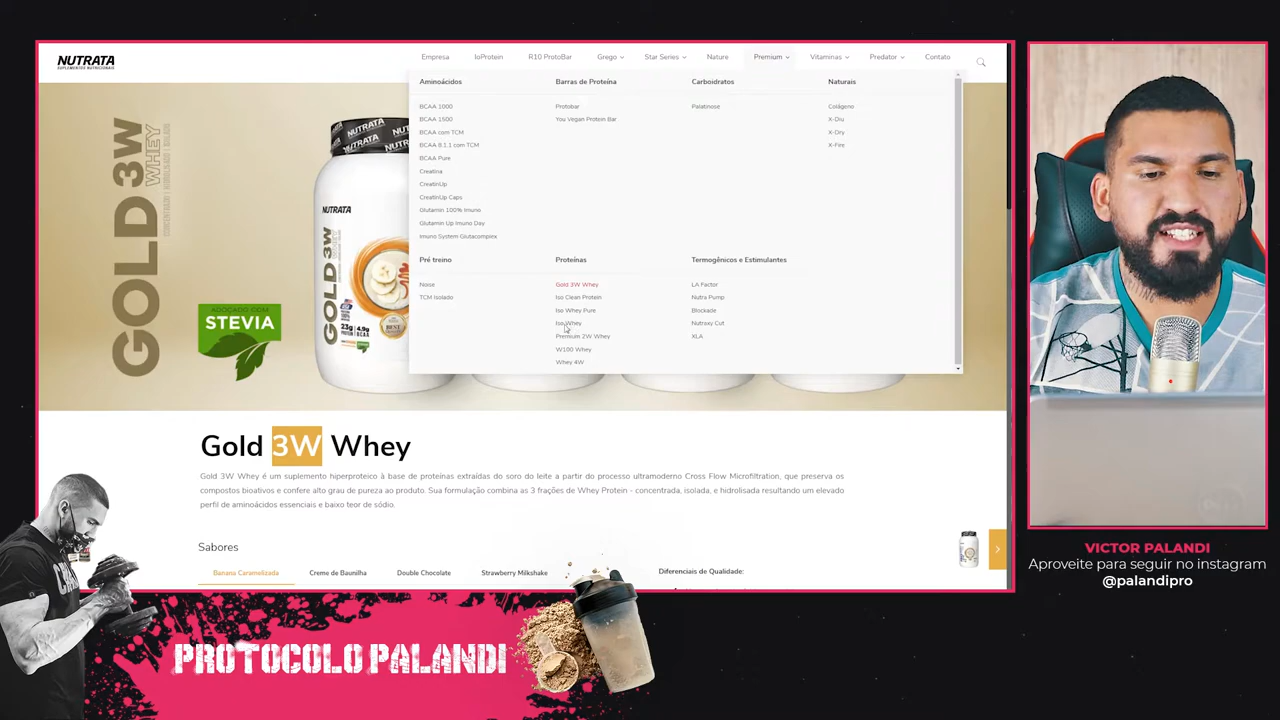 NUTRATA
SUPLEMENTOS NUTRICIONAIS
Empresa
IoProtein
R10 ProtoBar
Grego
Star Series
Nature
Premium
Vitaminas
Predator
Contato
Aminoácidos
BCAA 1000
BCAA 1500
BCAA com TCM
BCAA 8.1.1 com TCM
BCAA Pure
Creatina
CreatinUp
CreatinUp Caps
Glutamin 100% Imuno
Glutamin Up Imuno Day
Imuno System Glutacomplex
Barras de Proteína
Protobar
You Vegan Protein Bar
Carboidratos
Palatinose
Naturais
Colágeno
X-Diu
X-Dry
X-Fire
Pré treino
Noise
TCM Isolado
Proteínas
Gold 3W Whey
Iso Clean Protein
Iso Whey Pure
Iso Whey
Premium 2W Whey
W100 Whey
Whey 4W
Termogênicos e Estimulantes
LA Factor
Nutra Pump
Blockade
Nutroxy Cut
XLA
GOLD 3W
WHEY
ADOÇADO COM
STEVIA
NUTRATA
NUTRATA
GOLD 3W
WHEY
23g
4,9g
BEST
Gold 3W Whey
Gold 3W Whey é um suplemento hiperproteico à base de proteínas extraídas do soro do leite a partir do processo ultramoderno Cross Flow Microfiltration, que preserva os
compostos bioativos e confere alto grau de pureza ao produto. Sua formulação combina as 3 frações de Whey Protein - concentrada, isolada, e hidrolisada resultando um elevado
perfil de aminoácidos essenciais e baixo teor de sódio.
Sabores
Banana Caramelizada
Creme de Baunilha
Double Chocolate
Strawberry Milkshake
Diferenciais de Qualidade:
VICTOR PALANDI
Aproveite para seguir no instagram
@palandipro
PROTOCOLO PALANDI